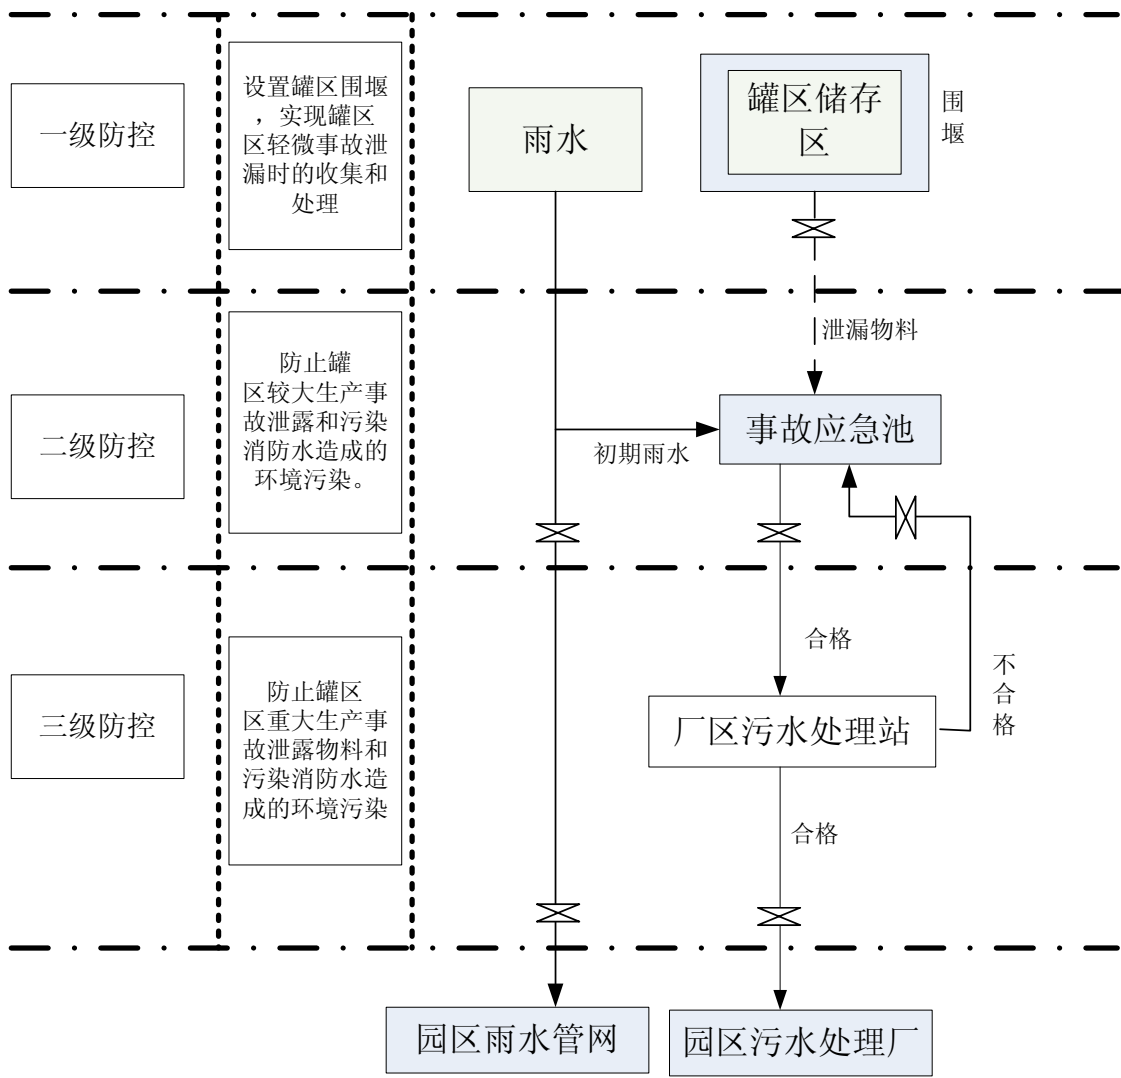 一级防控
设置罐区围堰
，实现罐区
区轻微事故泄
漏时的收集和
处理
雨水
罐区储存
区
围
堰
泄漏物料
二级防控
防止罐
区较大生产事
故泄露和污染
消防水造成的
环境污染。
初期雨水
事故应急池
三级防控
防止罐区
区重大生产事
故泄露物料和
污染消防水造
成的环境污染
合格
不
合
格
厂区污水处理站
合格
园区雨水管网
园区污水处理厂